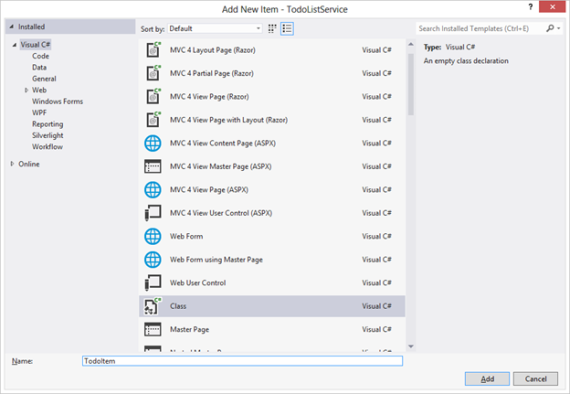 Add New Item - TodoListService
? ×
Installed
Sort by: Default
Search Installed Templates (Ctrl+E)
Visual C#
Code
Data
General
Web
Windows Forms
WPF
Reporting
Silverlight
Workflow
Online
MVC 4 Layout Page (Razor) Visual C#
MVC 4 Partial Page (Razor) Visual C#
MVC 4 View Page (Razor) Visual C#
MVC 4 View Page with Layout (Razor) Visual C#
MVC 4 View Content Page (ASPX) Visual C#
MVC 4 View Master Page (ASPX) Visual C#
MVC 4 View Page (ASPX) Visual C#
MVC 4 View User Control (ASPX) Visual C#
Web Form Visual C#
Web Form using Master Page Visual C#
Web User Control Visual C#
Class Visual C#
Master Page Visual C#
Type: Visual C#
An empty class declaration
Name: TodoItem
Add Cancel